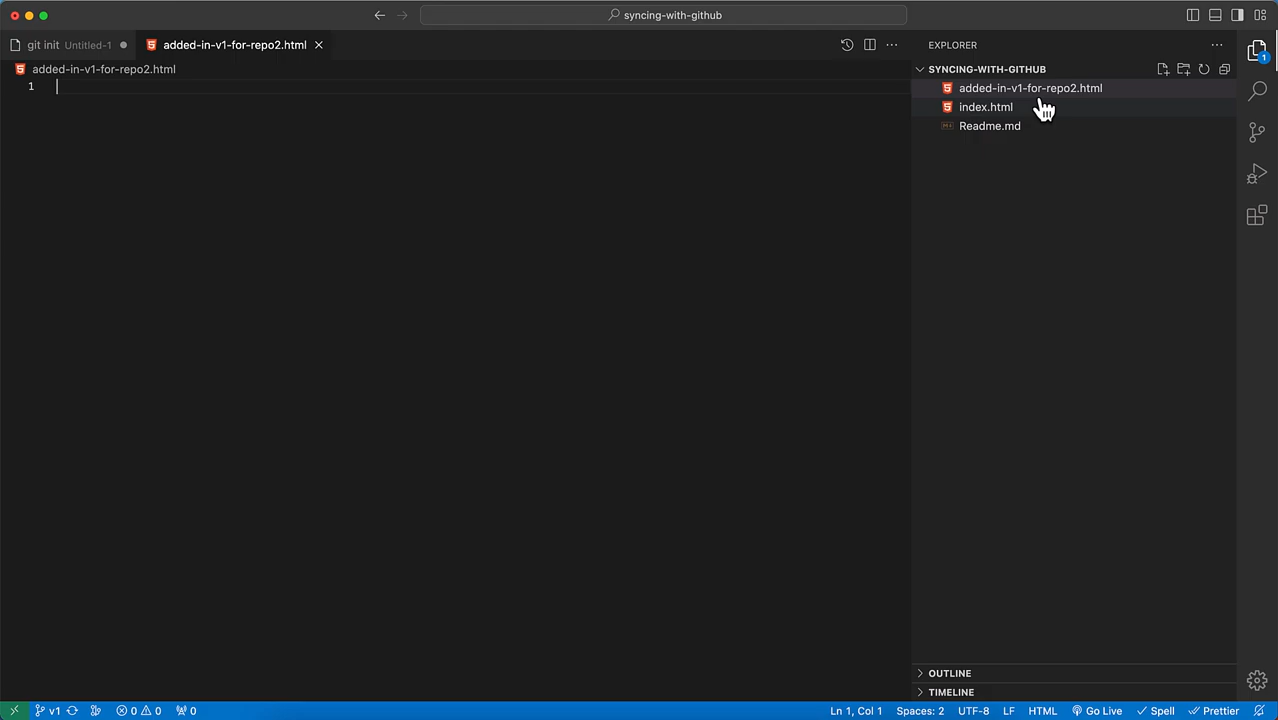 syncing-with-github
git init Untitled-1
added-in-v1-for-repo2.html
EXPLORER
added-in-v1-for-repo2.html
SYNCING-WITH-GITHUB
1
1
added-in-v1-for-repo2.html
index.html
Readme.md
OUTLINE
TIMELINE
v1
0
0
0
Ln 1, Col 1
Spaces: 2
UTF-8
LF
HTML
Go Live
Spell
Prettier